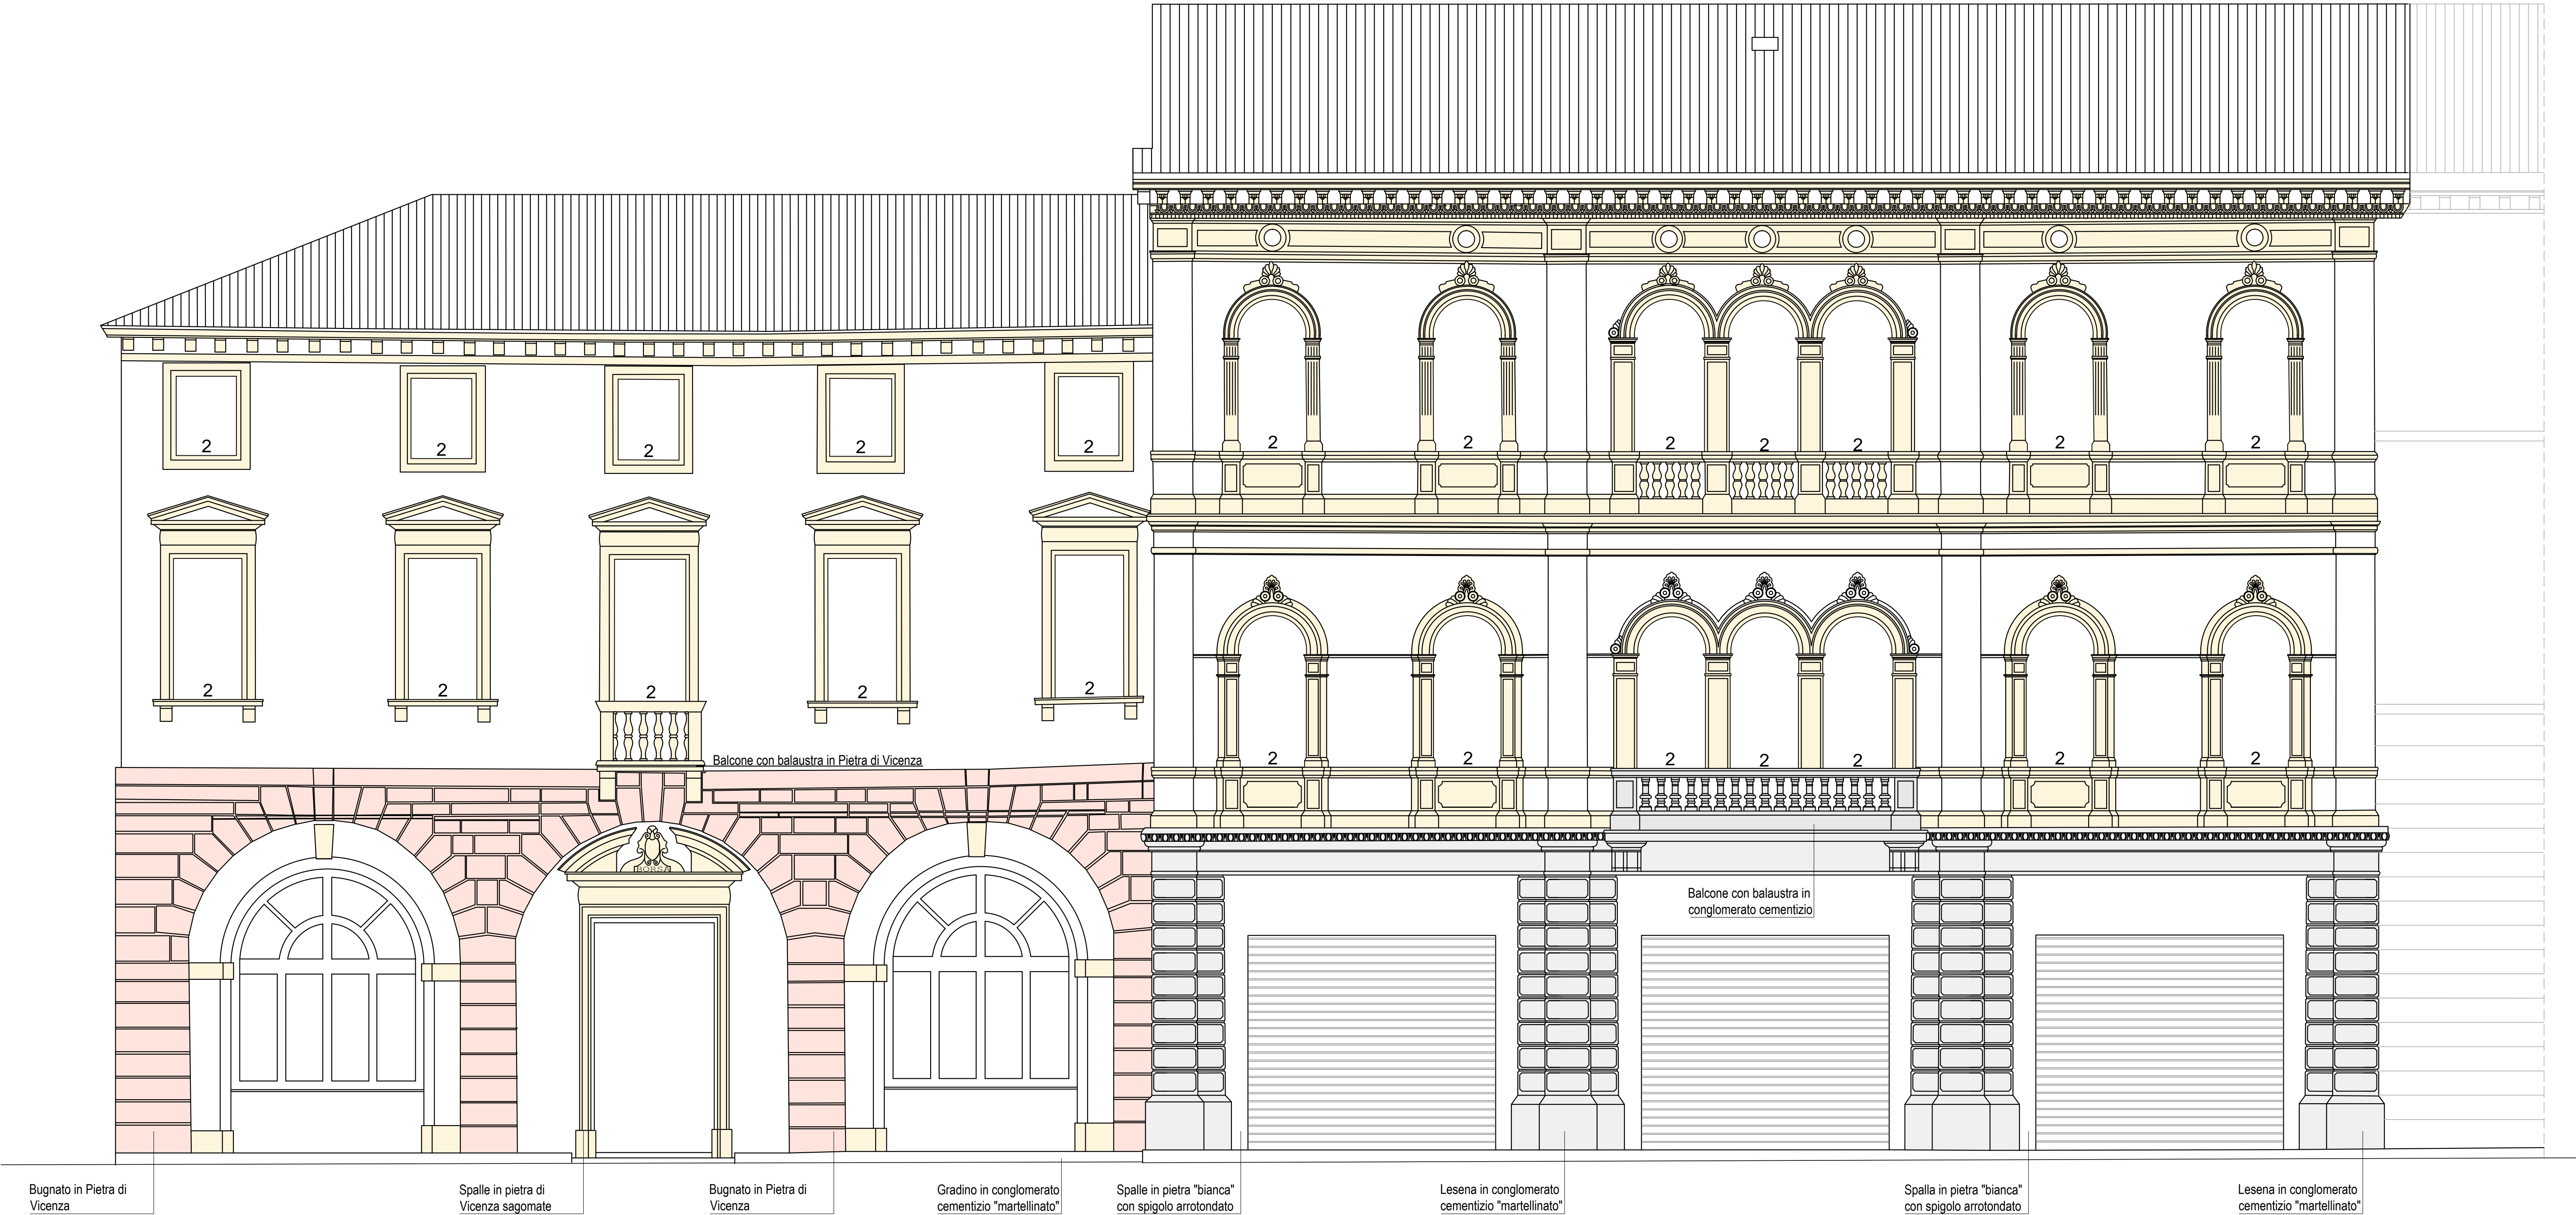 2 2 2 2 2 2 2 2 2 2 2 2
2 2 2 2 2
2 2 2 2 2 2 2
Balcone con balaustra in Pietra di Vicenza
BORSA
Balcone con balaustra in
conglomerato cementizio
Bugnato in Pietra di
Vicenza
Spalle in pietra di
Vicenza sagomate
Bugnato in Pietra di
Vicenza
Gradino in conglomerato
cementizio "martellinato"
Spalle in pietra "bianca"
con spigolo arrotondato
Lesena in conglomerato
cementizio "martellinato"
Spalla in pietra "bianca"
con spigolo arrotondato
Lesena in conglomerato
cementizio "martellinato"